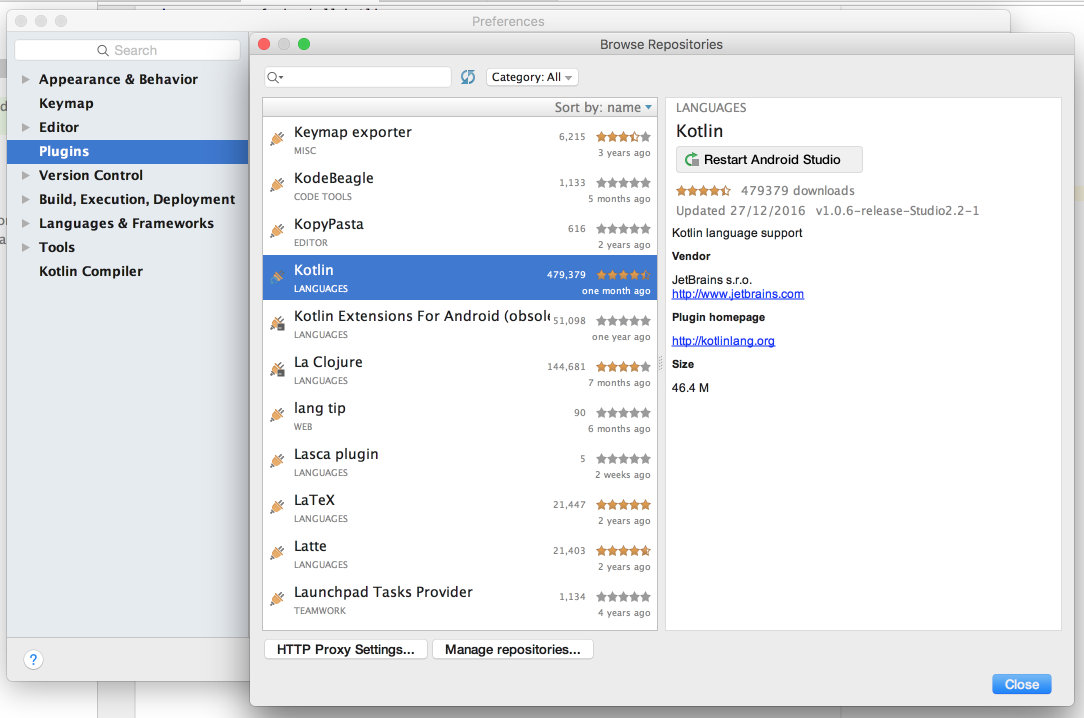 Preferences
Search
Appearance & Behavior
Keymap
Editor
Plugins
Version Control
Build, Execution, Deployment
Languages & Frameworks
Tools
Kotlin Compiler
?
Browse Repositories
Category: All
Sort by: name
Keymap exporter 6,215
MISC 3 years ago
KodeBeagle 1,133
CODE TOOLS 5 months ago
KopyPasta 616
EDITOR 2 years ago
Kotlin 479,379
LANGUAGES one month ago
Kotlin Extensions For Android (obsole 51,098
LANGUAGES one year ago
La Clojure 144,681
LANGUAGES 7 months ago
lang tip 90
WEB 6 months ago
Lasca plugin 5
LANGUAGES 2 weeks ago
LaTeX 21,447
LANGUAGES 2 years ago
Latte 21,403
LANGUAGES 2 years ago
Launchpad Tasks Provider 1,134
TEAMWORK 4 years ago
HTTP Proxy Settings... Manage repositories...
LANGUAGES
Kotlin
Restart Android Studio
479379 downloads
Updated 27/12/2016 v1.0.6-release-Studio2.2-1
Kotlin language support
Vendor
JetBrains s.r.o.
http://www.jetbrains.com
Plugin homepage
http://kotlinlang.org
Size
46.4 M
Close